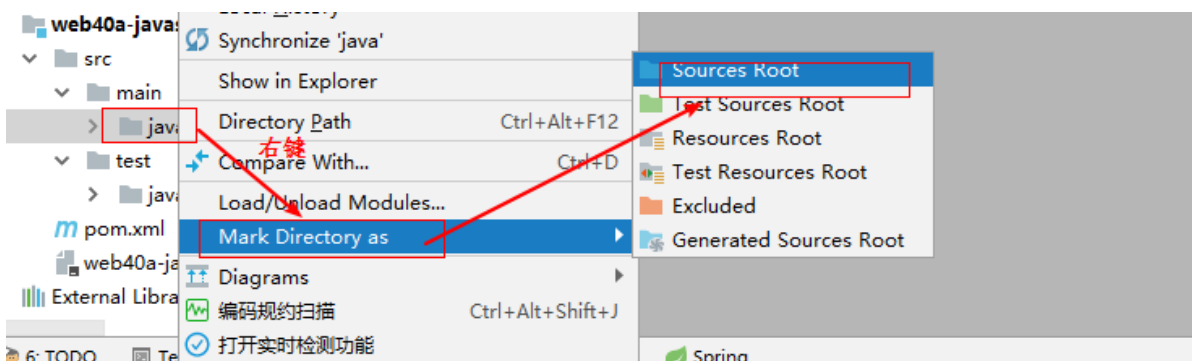 web40a-javas
src
main
java
test
java
pom.xml
web40a-ja
External Libra
6: TODO
Te
Synchronize 'java'
Show in Explorer
Directory Path Ctrl+Alt+F12
右键
Compare With... Ctrl+D
Load/Unload Modules...
Mark Directory as
Diagrams
编码规约扫描 Ctrl+Alt+Shift+J
打开实时检测功能
Sources Root
Test Sources Root
Resources Root
Test Resources Root
Excluded
Generated Sources Root
Spring